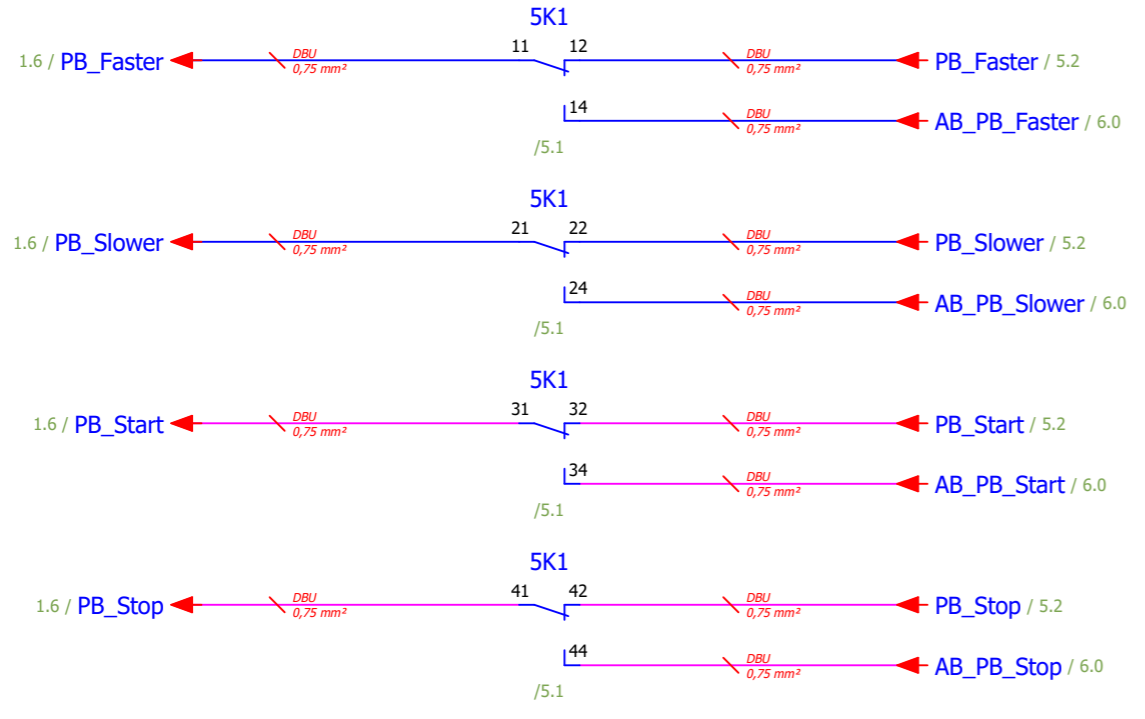 5K1
1.6 / PB_Faster
DBU
0,75 mm²
11
12
DBU
0,75 mm²
PB_Faster / 5.2
14
DBU
0,75 mm²
AB_PB_Faster / 6.0
/5.1
5K1
1.6 / PB_Slower
DBU
0,75 mm²
21
22
DBU
0,75 mm²
PB_Slower / 5.2
24
DBU
0,75 mm²
AB_PB_Slower / 6.0
/5.1
5K1
1.6 / PB_Start
DBU
0,75 mm²
31
32
DBU
0,75 mm²
PB_Start / 5.2
34
DBU
0,75 mm²
AB_PB_Start / 6.0
/5.1
5K1
1.6 / PB_Stop
DBU
0,75 mm²
41
42
DBU
0,75 mm²
PB_Stop / 5.2
44
DBU
0,75 mm²
AB_PB_Stop / 6.0
/5.1